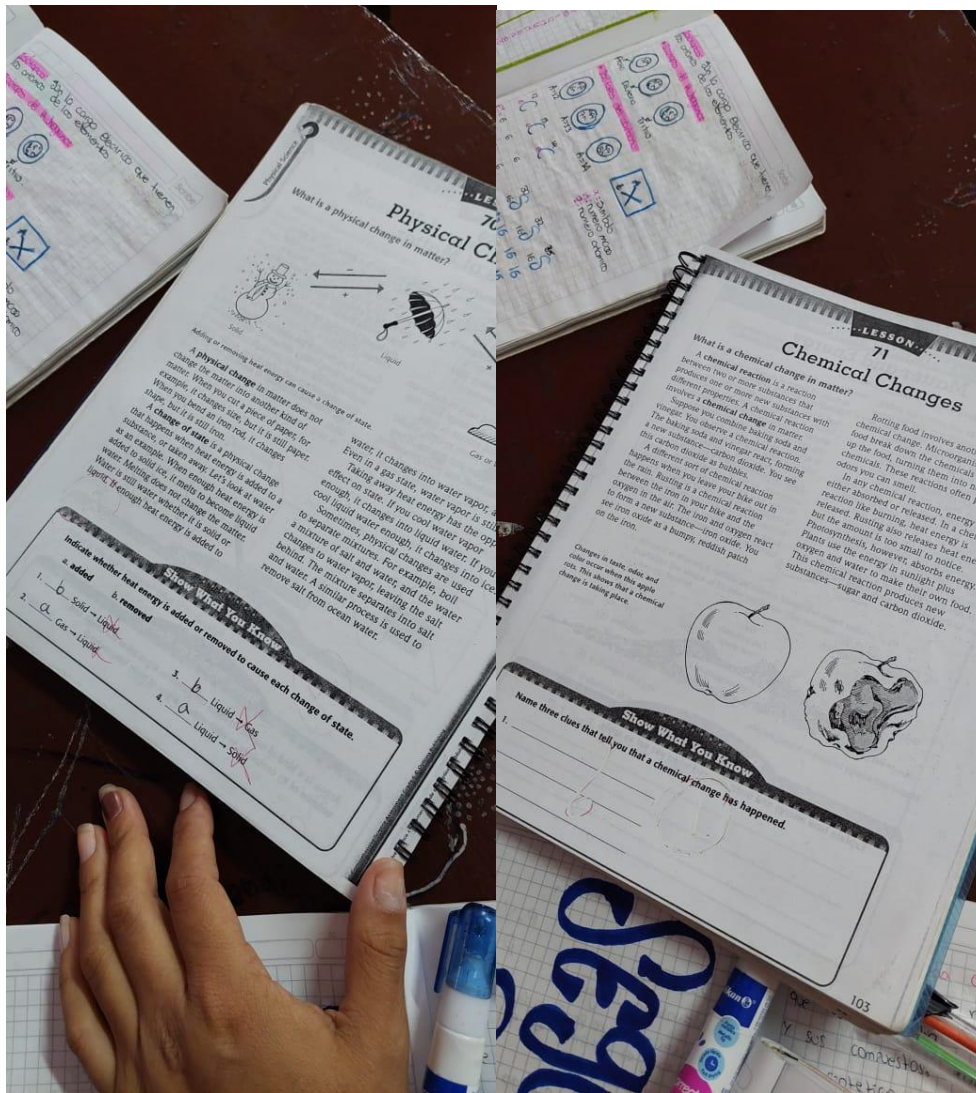 Physical Science
LES
70
Physical C
What is a physical change in matter?
Solid
Liquid
Gas or
Adding or removing heat energy can cause a change of state.
A physical change in matter does not
change the matter into another kind of
matter. When you cut a piece of paper, for
example, it changes size, but it is still paper.
When you bend an iron rod, it changes
shape, but it is still iron.
A change of state is a physical change
that happens when heat energy is added to a
substance, or taken away. Let's look at water
as an example. When enough heat energy is
added to solid ice, it melts to become liquid
water. Melting does not change the matter.
Water is still water whether it is solid or
liquid. If enough heat energy is added to
water, it changes into water vapor, a
Even in a gas state, water vapor is still
Taking away heat energy has the opp
effect on state. If you cool water vapor
enough, it changes into liquid water. If you
cool liquid water enough, it changes into ice.
Sometimes, physical changes are used
to separate mixtures. For example, boil
a mixture of salt and water, and the water
changes to water vapor, leaving the salt
behind. The mixture separates into salt
and water. A similar process is used to
remove salt from ocean water.
Show What You Know
Indicate whether heat energy is added or removed to cause each change of state.
a. added
b. removed
1. b Solid → Liquid
2. a Gas → Liquid
3. b Liquid → Gas
4. a Liquid → Solid
son la carga electrica que tienen
los atomos de los elementos
LESSON
71
Chemical Changes
What is a chemical change in matter?
A chemical reaction is a reaction
between two or more substances that
produces one or more new substances with
different properties. A chemical reaction
involves a chemical change in matter.
Suppose you combine baking soda and
vinegar. You observe a chemical reaction.
The baking soda and vinegar react, forming
a new substance—carbon dioxide. You see
this carbon dioxide as bubbles.
A different sort of chemical reaction
happens when you leave your bike out in
the rain. Rusting is a chemical reaction
between the iron in your bike and the
oxygen in the air. The iron and oxygen react
to form a new substance—iron oxide. You
see iron oxide as a bumpy, reddish patch
on the iron.
Rotting food involves ano
chemical change. Microorgan
food break down the chemical
up the food, turning them into n
chemicals. These reactions often
odors you can smell.
In any chemical reaction, energy
either absorbed or released. In a che
reaction like burning, heat energy is
released. Rusting also releases heat en
but the amount is too small to notice.
Photosynthesis, however, absorbs energy
Plants use the energy in sunlight plus
oxygen and water to make their own food.
This chemical reaction produces new
substances—sugar and carbon dioxide.
Changes in taste, odor, and
color occur when this apple
rots. This shows that a chemical
change is taking place.
Show What You Know
Name three clues that tell you that a chemical change has happened.
1.
103
que
y sus compuestos